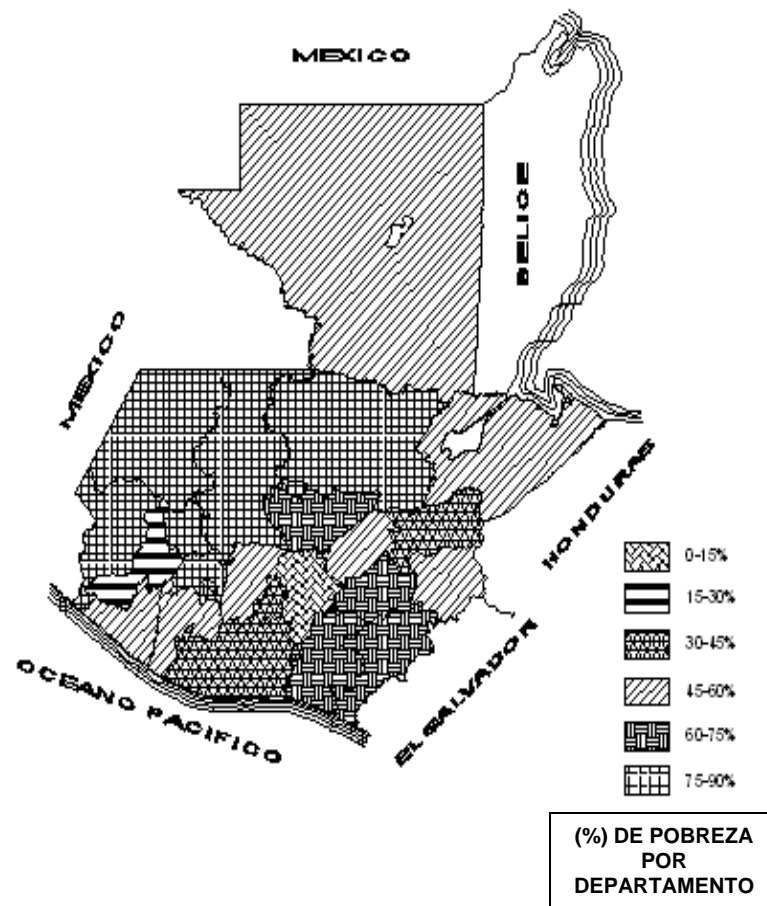 MEXICO
BELICE
MEXICO
HONDURAS
EL SALVADOR
OCEANO PACIFICO
0-15%
15-30%
30-45%
45-60%
60-75%
75-90%
(%) DE POBREZA
POR
DEPARTAMENTO